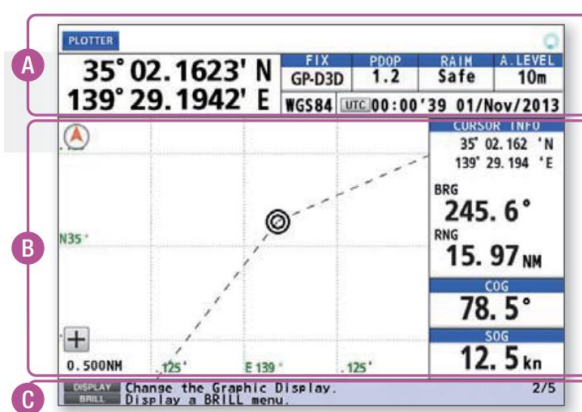 A
PLOTTER
35° 02.1623' N
139° 29.1942' E
FIX PDOP RAIM A.LEVEL
GP-D3D 1.2 Safe 10m
WGS84 UTC 00:00'39 01/Nov/2013
B
CURSOR INFO
35° 02.162 'N
139° 29.194 'E
BRG
245.6°
RNG
15.97 NM
COG
78.5°
SOG
12.5 kn
N35°
0.500NM .125' E139° .125'
C
DISPLAY Change the Graphic Display. 2/5
BRILL Display a BRILL menu.